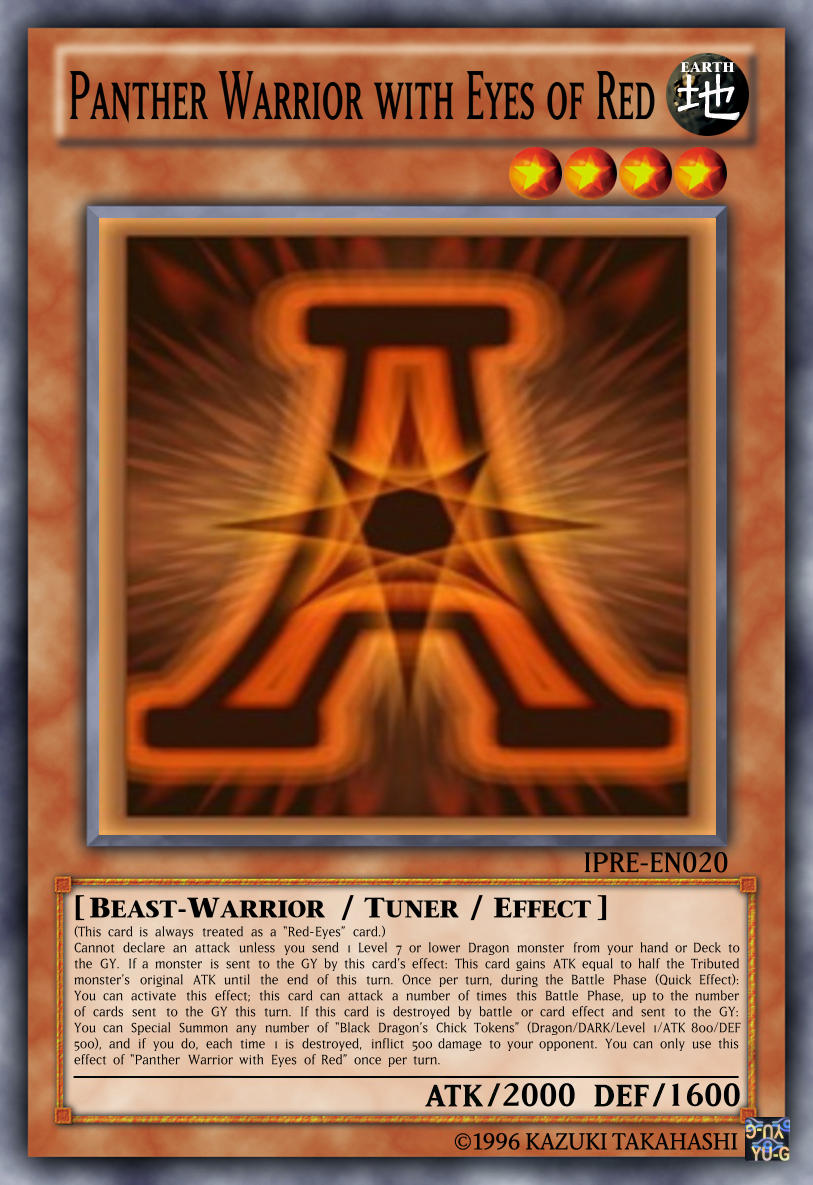 PANTHER WARRIOR WITH EYES OF RED
EARTH
地
A
IPRE-EN020
[ BEAST-WARRIOR / TUNER / EFFECT ]
(This card is always treated as a "Red-Eyes" card.)
Cannot declare an attack unless you send 1 Level 7 or lower Dragon monster from your hand or Deck to
the GY. If a monster is sent to the GY by this card's effect: This card gains ATK equal to half the Tributed
monster's original ATK until the end of this turn. Once per turn, during the Battle Phase (Quick Effect):
You can activate this effect; this card can attack a number of times this Battle Phase, up to the number
of cards sent to the GY this turn. If this card is destroyed by battle or card effect and sent to the GY:
You can Special Summon any number of "Black Dragon's Chick Tokens" (Dragon/DARK/Level 1/ATK 800/DEF
500), and if you do, each time 1 is destroyed, inflict 500 damage to your opponent. You can only use this
effect of "Panther Warrior with Eyes of Red" once per turn.
ATK/2000 DEF/1600
©1996 KAZUKI TAKAHASHI
YU-G
YU-G